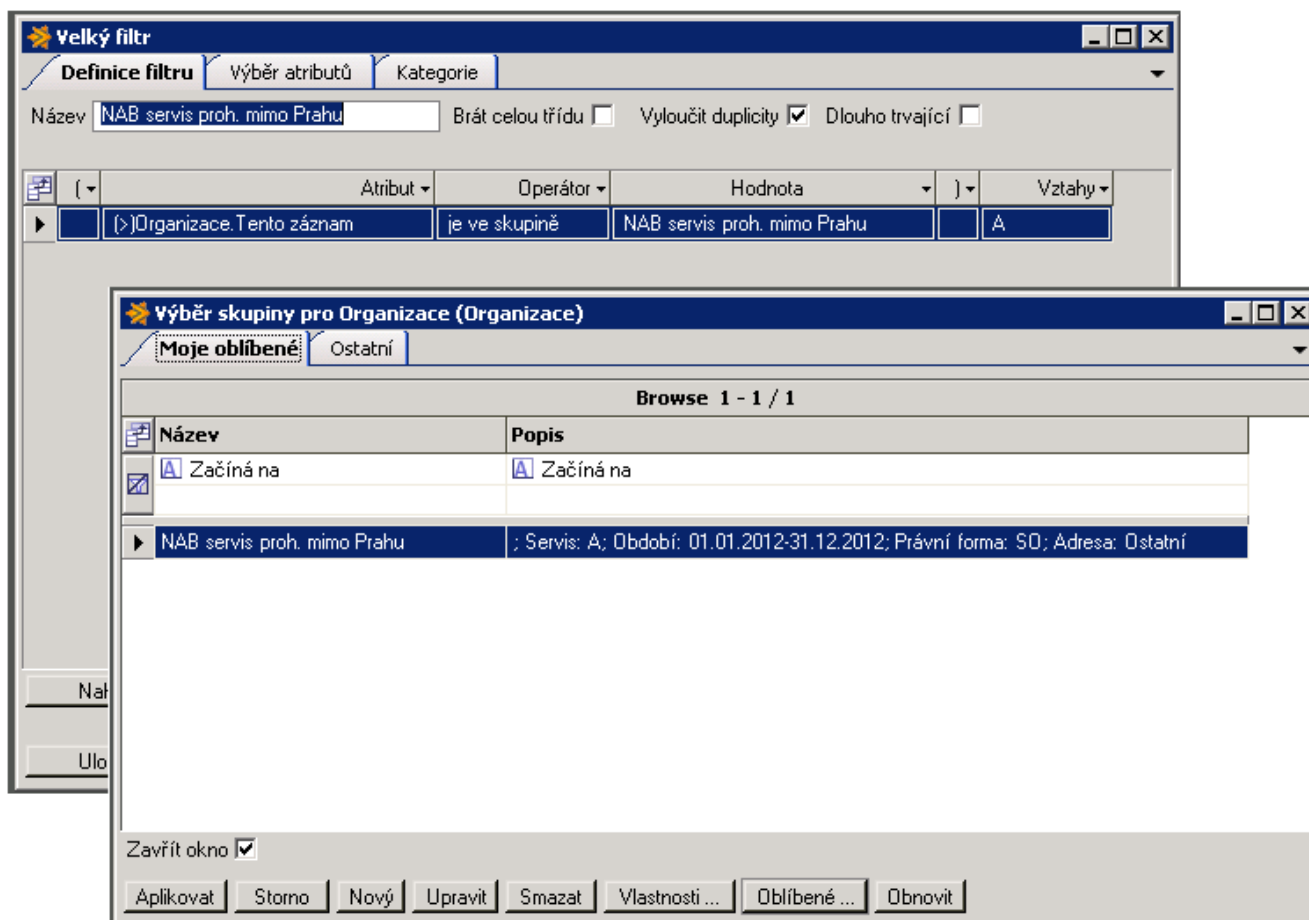 Velký filtr
Definice filtru Výběr atributů Kategorie
Název NAB servis proh. mimo Prahu Brát celou třídu Vyloučit duplicity Dlouho trvající
( Atribut Operátor Hodnota ) Vztahy
(>)Organizace.Tento záznam je ve skupině NAB servis proh. mimo Prahu A
Výběr skupiny pro Organizace (Organizace)
Moje oblíbené Ostatní
Browse 1 - 1 / 1
Název Popis
A Začíná na A Začíná na
NAB servis proh. mimo Prahu ; Servis: A; Období: 01.01.2012-31.12.2012; Právní forma: SO; Adresa: Ostatní
Zavřít okno
Aplikovat Storno Nový Upravit Smazat Vlastnosti ... Oblíbené ... Obnovit